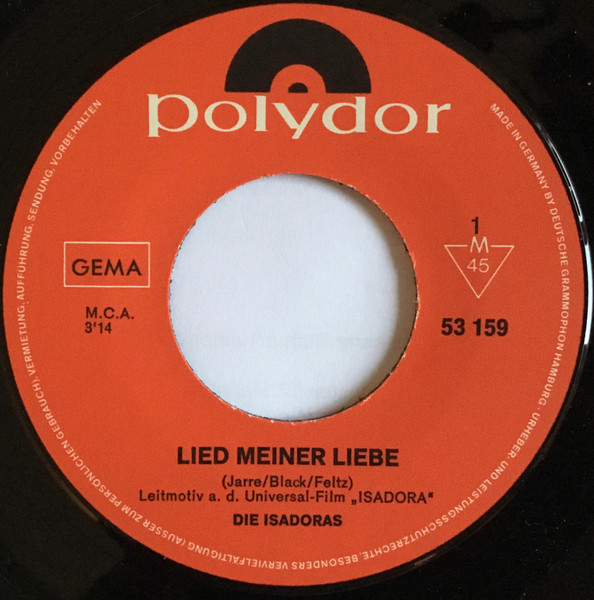 polydor
GEMA
M.C.A.
3'14
1
M
45
53 159
LIED MEINER LIEBE
(Jarre/Black/Feltz)
Leitmotiv a. d. Universal-Film „ISADORA“
DIE ISADORAS
MADE IN GERMANY BY DEUTSCHE GRAMMOPHON HAMBURG · URHEBER- UND LEISTUNGSSCHUTZRECHTE, BESONDERS VERVIELFÄLTIGUNG (AUSSER ZUM PERSÖNLICHEN GEBRAUCH), VERMIETUNG, AUFFÜHRUNG, SENDUNG, VORBEHALTEN